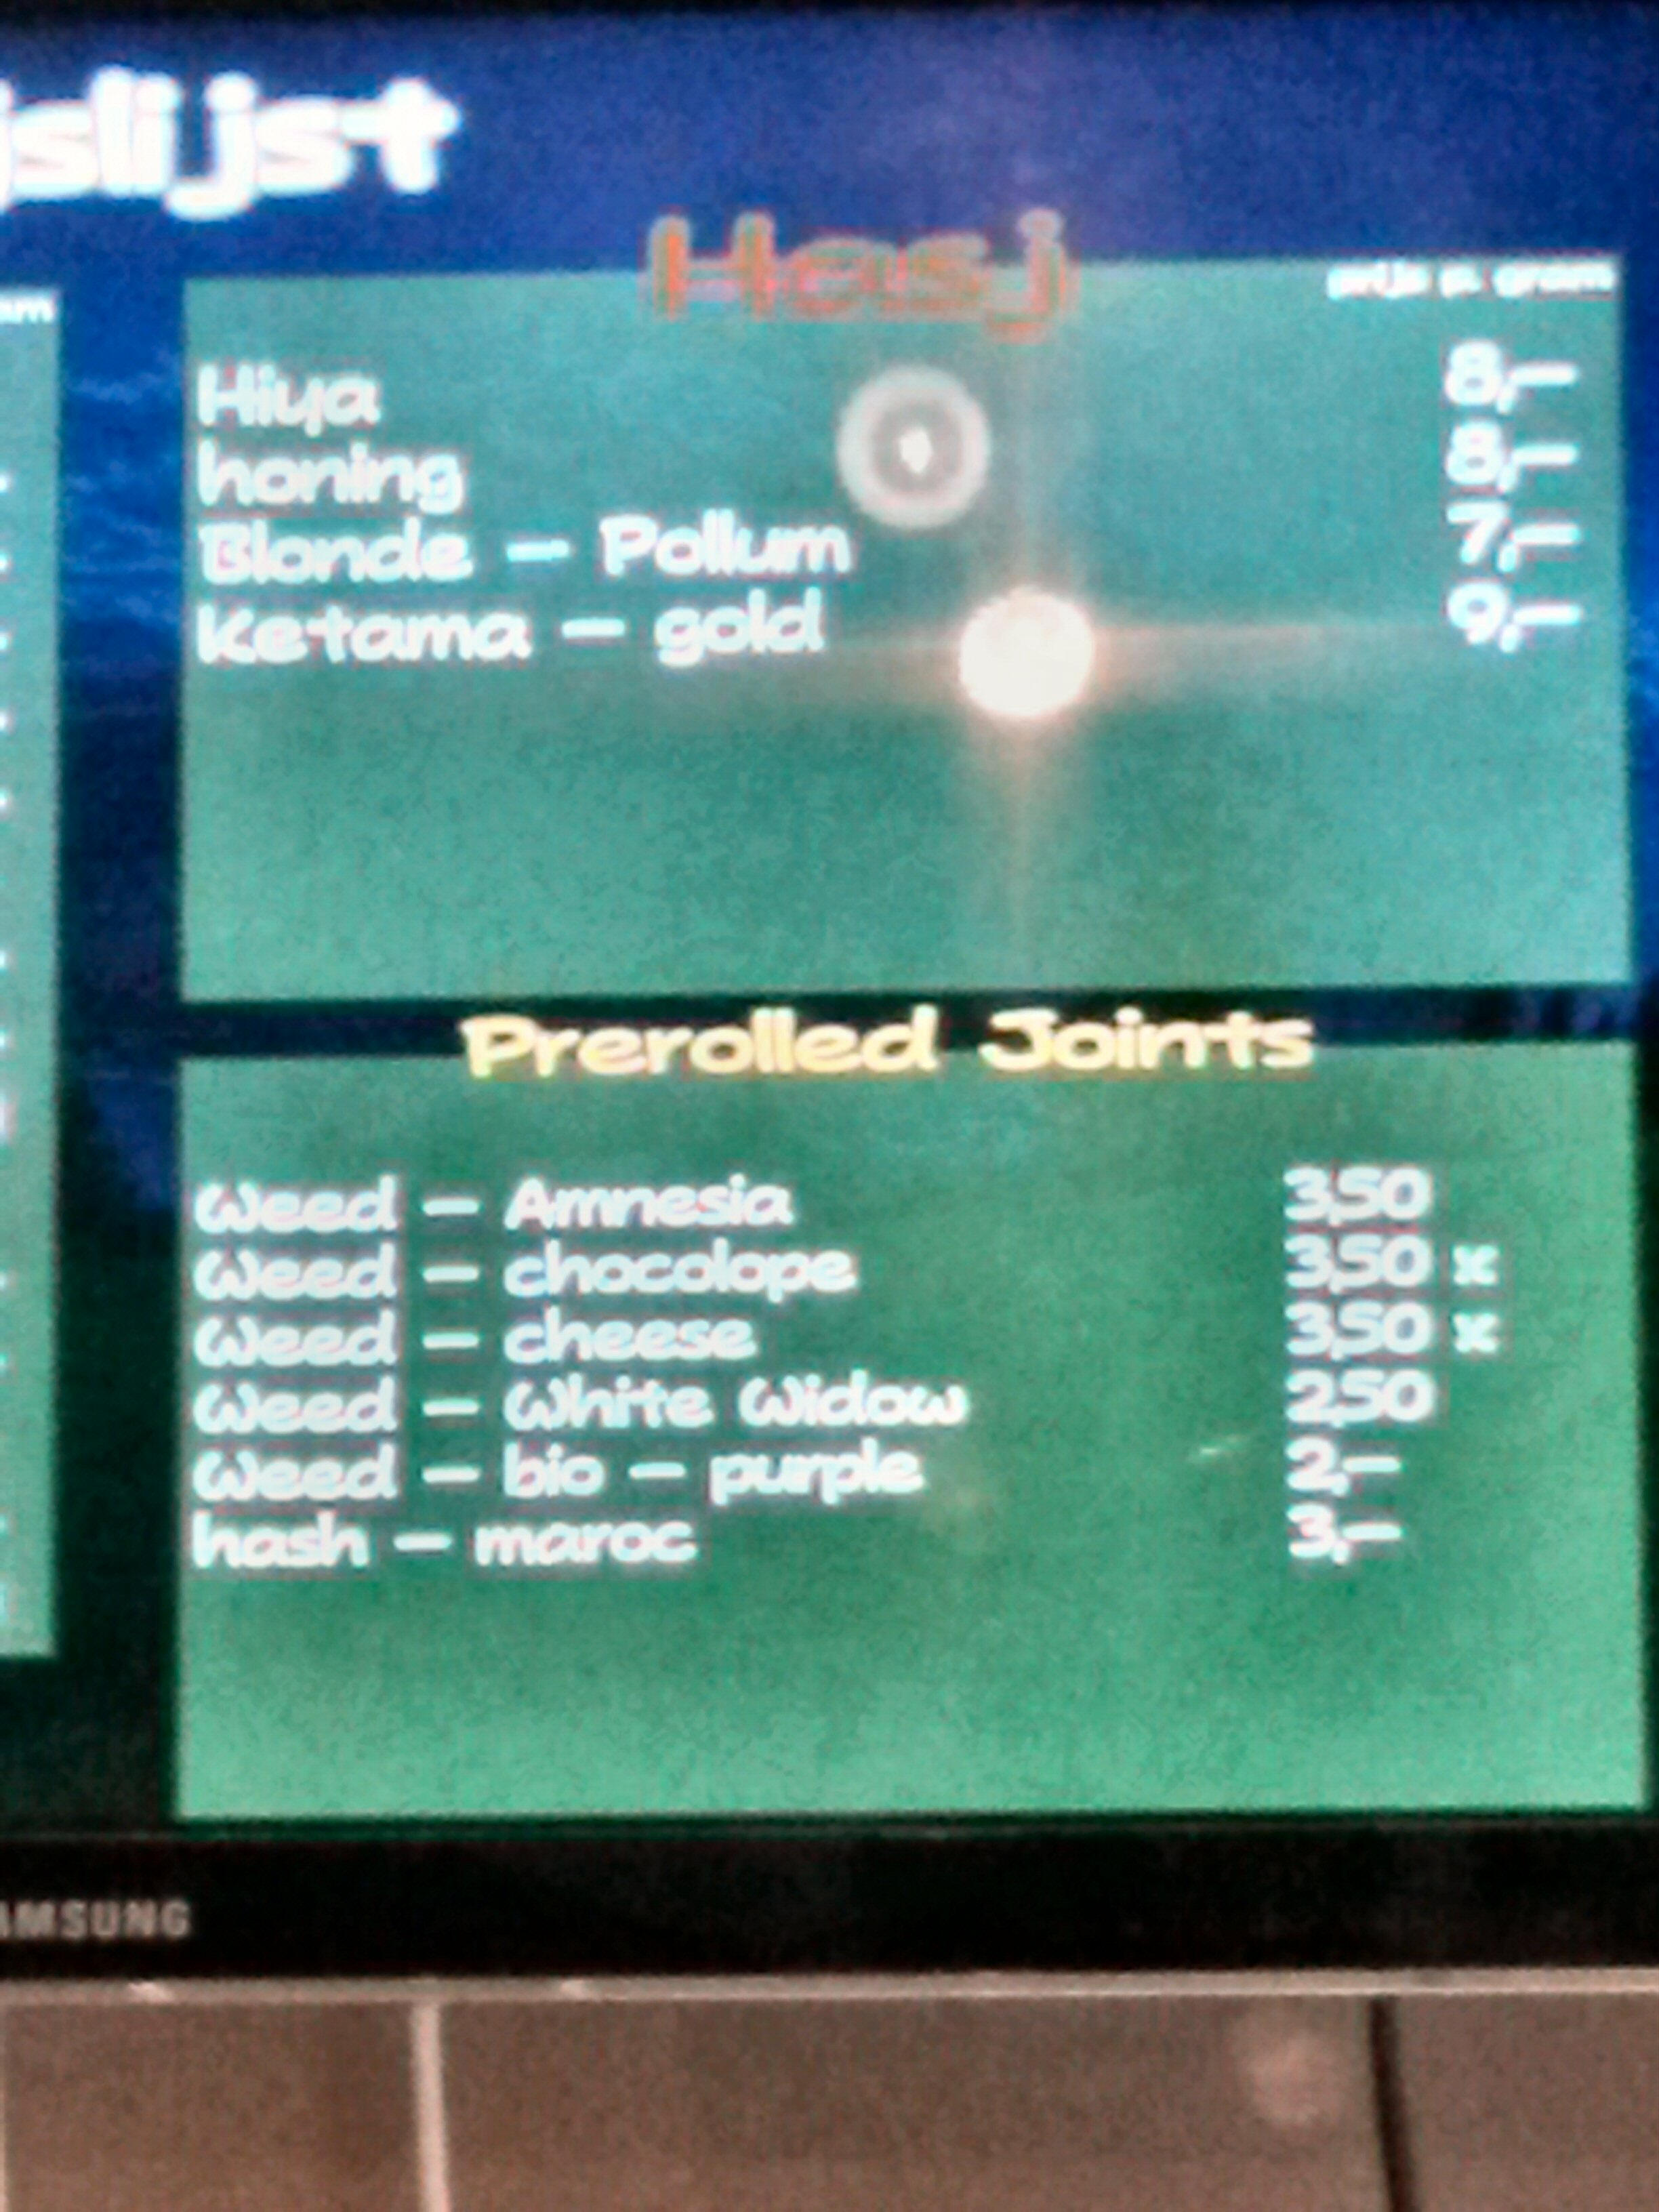 jslijst
Hasj
prijs p. gram
Hiya 8,-
honing 8,-
Blonde - Pollum 7,-
Ketama - gold 9,-
Prerolled Joints
Weed - Amnesia 3,50
Weed - chocolope 3,50 x
Weed - cheese 3,50 x
Weed - White Widow 2,50
Weed - bio - purple 2,-
hash - maroc 3,-
AMSUNG